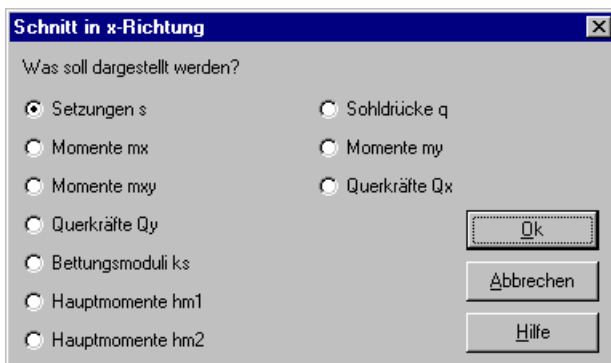 Schnitt in x-Richtung
Was soll dargestellt werden?
Setzungen s
Sohldrücke q
Momente mx
Momente my
Momente mxy
Querkräfte Qx
Querkräfte Qy
Bettungsmoduli ks
Hauptmomente hm1
Hauptmomente hm2
Ok
Abbrechen
Hilfe